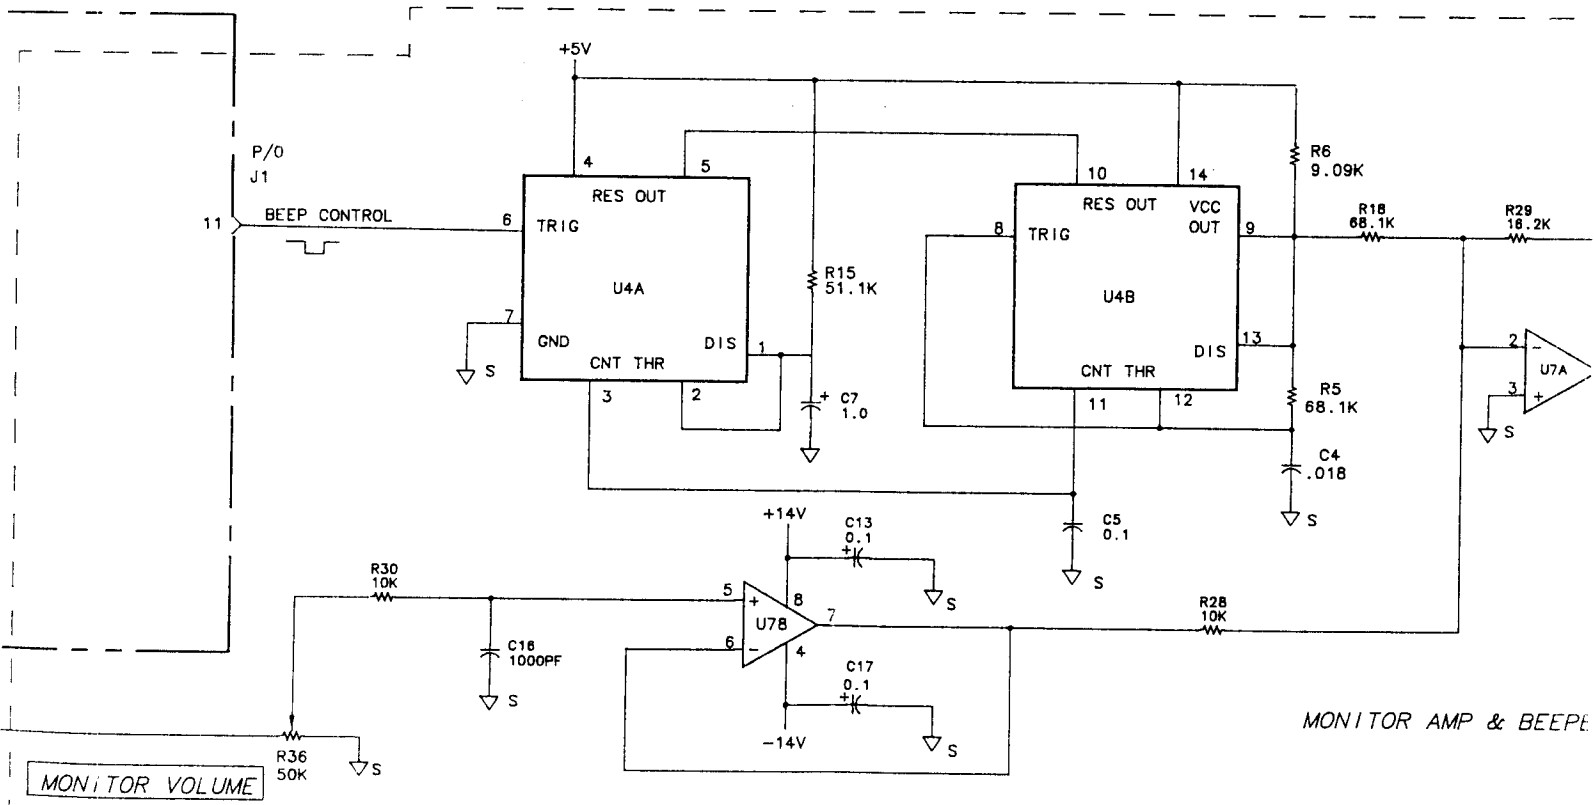 +5V
P/O
J1
11
BEEP CONTROL
6
4
5
RES OUT
TRIG
U4A
7
GND
DIS
1
CNT THR
3
2
S
R15
51.1K
+
C7
1.0
10
14
RES OUT
VCC
OUT
8
TRIG
9
U4B
13
DIS
CNT THR
11
12
R6
9.09K
R18
68.1K
R29
16.2K
R5
68.1K
C4
.018
S
2
-
U7A
3
+
S
C5
0.1
S
+14V
C13
0.1
+
S
R30
10K
5
+
8
U7B
7
6
-
4
C16
1000PF
S
C17
0.1
+
S
-14V
R28
10K
R36
50K
S
MONITOR VOLUME
MONITOR AMP & BEEPE